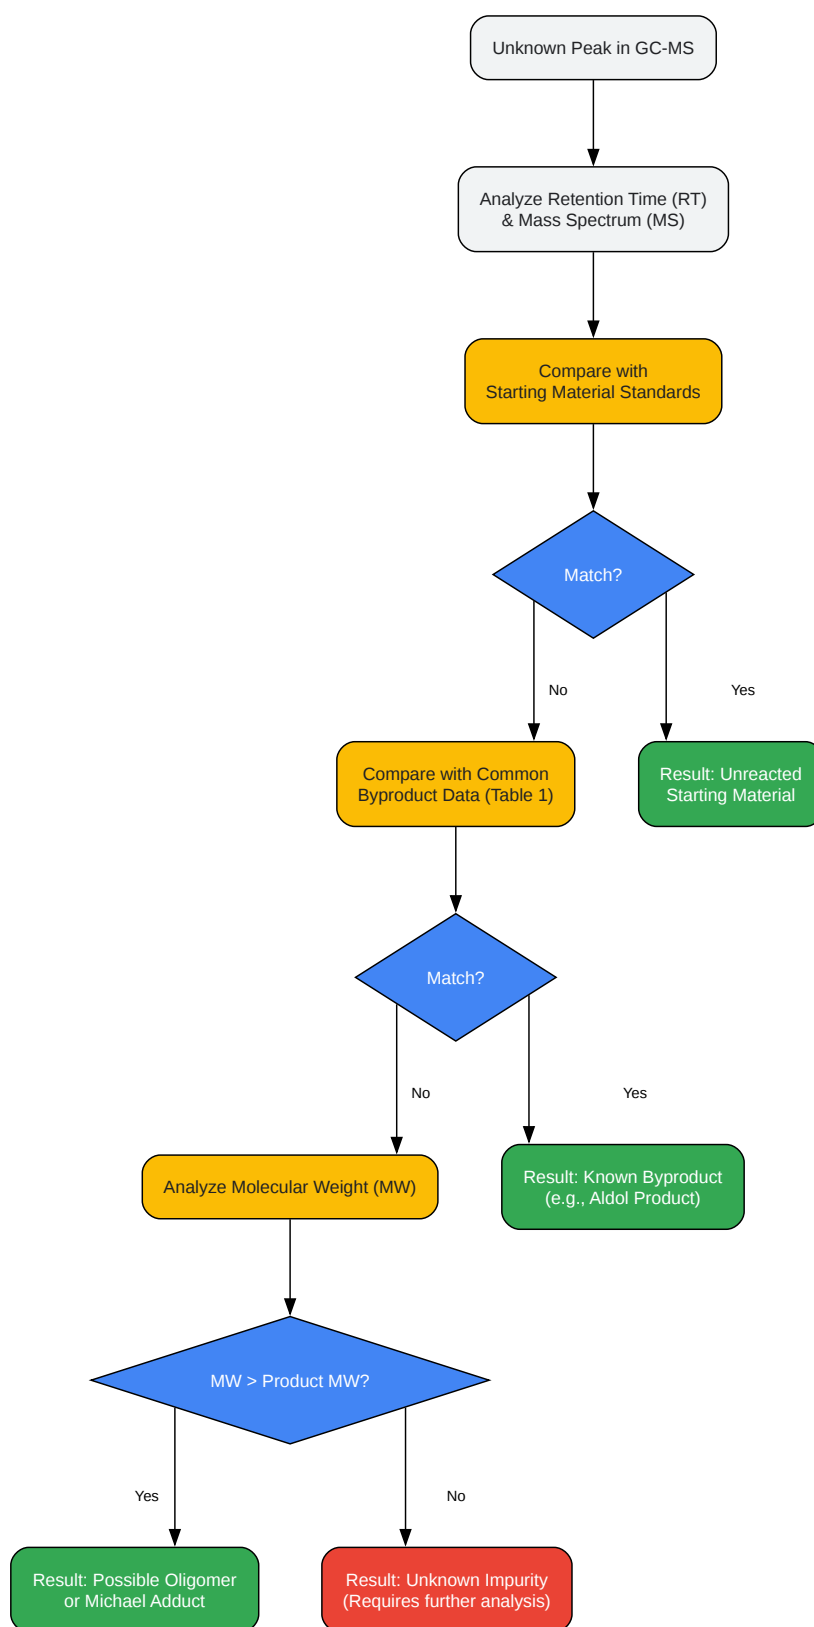 Unknown Peak in GC-MS
Analyze Retention Time (RT)
& Mass Spectrum (MS)
Compare with
Starting Material Standards
Match?
No
Yes
Compare with Common
Byproduct Data (Table 1)
Result: Unreacted
Starting Material
Match?
No
Yes
Analyze Molecular Weight (MW)
Result: Known Byproduct
(e.g., Aldol Product)
MW > Product MW?
Yes
No
Result: Possible Oligomer
or Michael Adduct
Result: Unknown Impurity
(Requires further analysis)